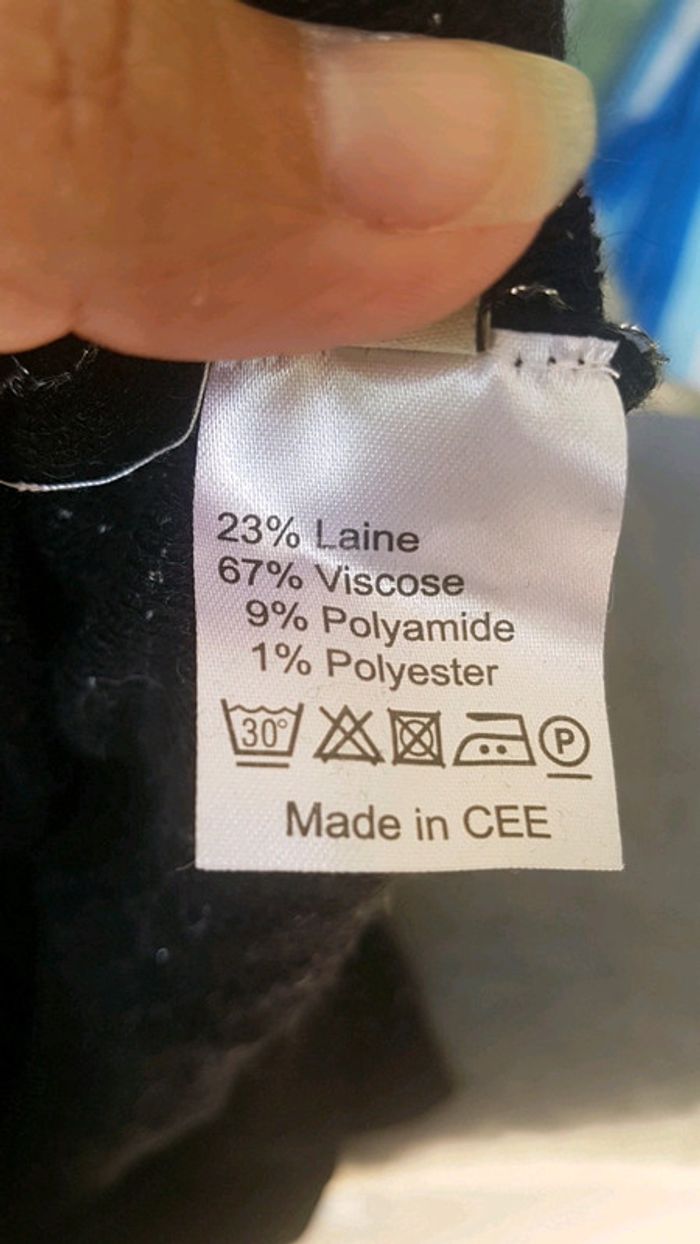 23% Laine
67% Viscose
9% Polyamide
1% Polyester
30° P
Made in CEE